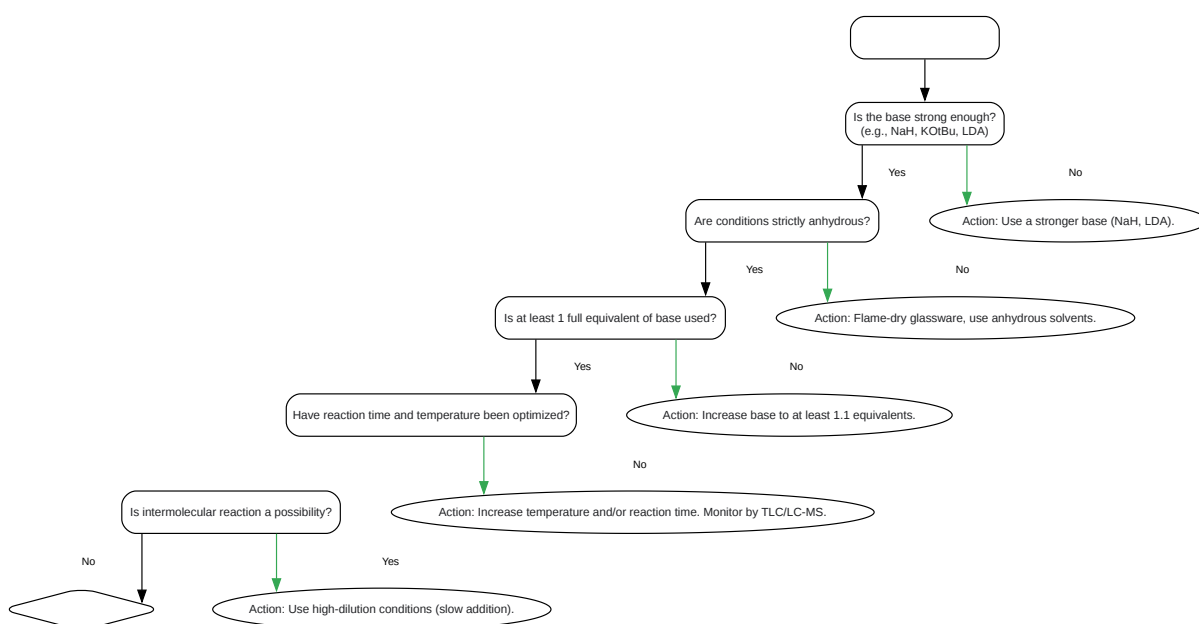 Is the base strong enough?
(e.g., NaH, KOtBu, LDA)
Yes
No
Are conditions strictly anhydrous?
Action: Use a stronger base (NaH, LDA).
Yes
No
Is at least 1 full equivalent of base used?
Action: Flame-dry glassware, use anhydrous solvents.
Yes
No
Have reaction time and temperature been optimized?
Action: Increase base to at least 1.1 equivalents.
No
Is intermolecular reaction a possibility?
Action: Increase temperature and/or reaction time. Monitor by TLC/LC-MS.
No
Yes
Action: Use high-dilution conditions (slow addition).